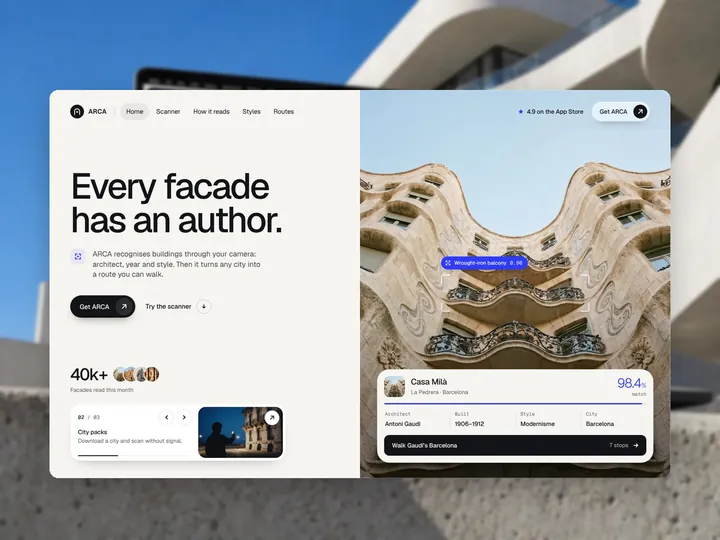 ARCA
Home
Scanner
How it reads
Styles
Routes
4.9 on the App Store
Get ARCA
Every facade
has an author.
ARCA recognises buildings through your camera:
architect, year and style. Then it turns any city into
a route you can walk.
Get ARCA
Try the scanner
40k+
Facades read this month
02 / 03
City packs
Download a city and scan without signal.
Wrought-iron balcony 0.96
Casa Milà
La Pedrera · Barcelona
98.4%
match
Architect
Antoni Gaudí
Built
1906–1912
Style
Modernisme
City
Barcelona
Walk Gaudí's Barcelona
7 stops